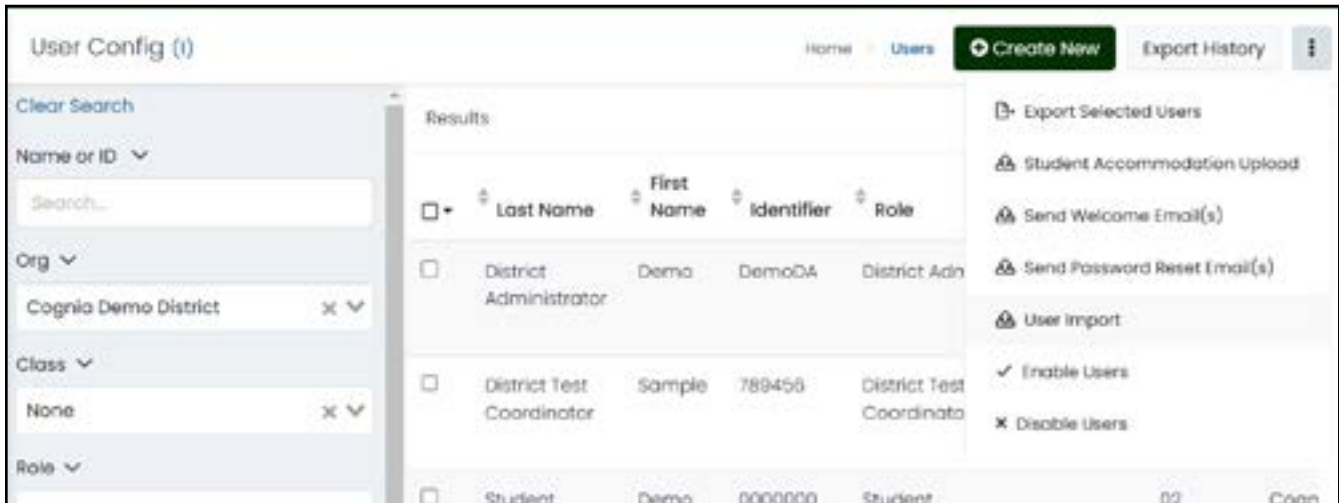 User Config (1)
Home Users Create New Export History
Clear Search
Name or ID
Search...
Org
Cognia Demo District
Class
None
Role
Results
Last Name First Name Identifier Role
District Administrator Demo DemoDA District Adm
District Test Coordinator Sample 789456 District Test Coordinato
Student Demo 0000000 Student 02 Cogn
Export Selected Users
Student Accommodation Upload
Send Welcome Email(s)
Send Password Reset Email(s)
User Import
Enable Users
Disable Users